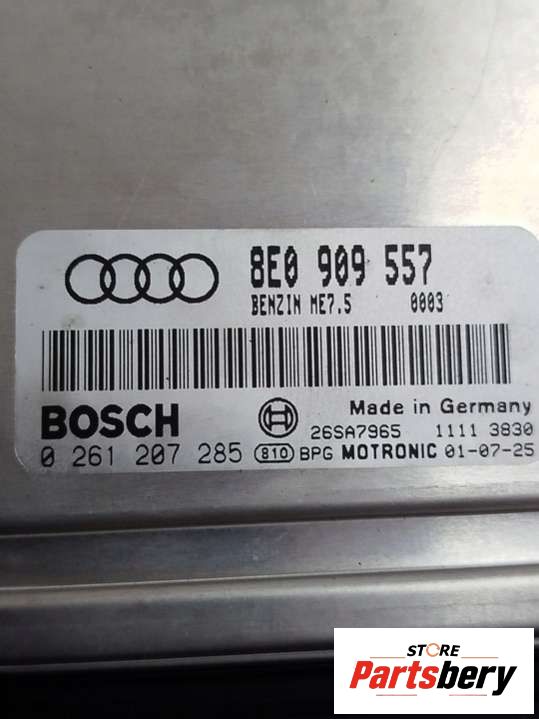 8E0 909 557
BENZIN ME7.5 0003
BOSCH
Made in Germany
26SA7965 1111 3830
0 261 207 285 810 BPG MOTRONIC 01-07-25
STORE
Partsbery